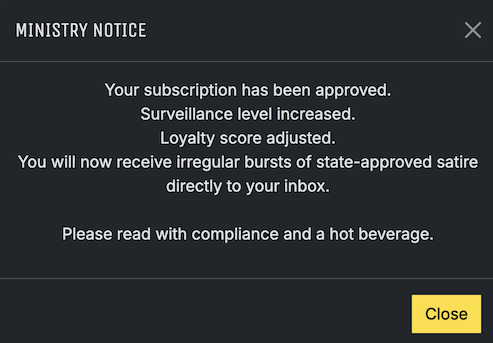 MINISTRY NOTICE
Your subscription has been approved.
Surveillance level increased.
Loyalty score adjusted.
You will now receive irregular bursts of state-approved satire
directly to your inbox.
Please read with compliance and a hot beverage.
Close